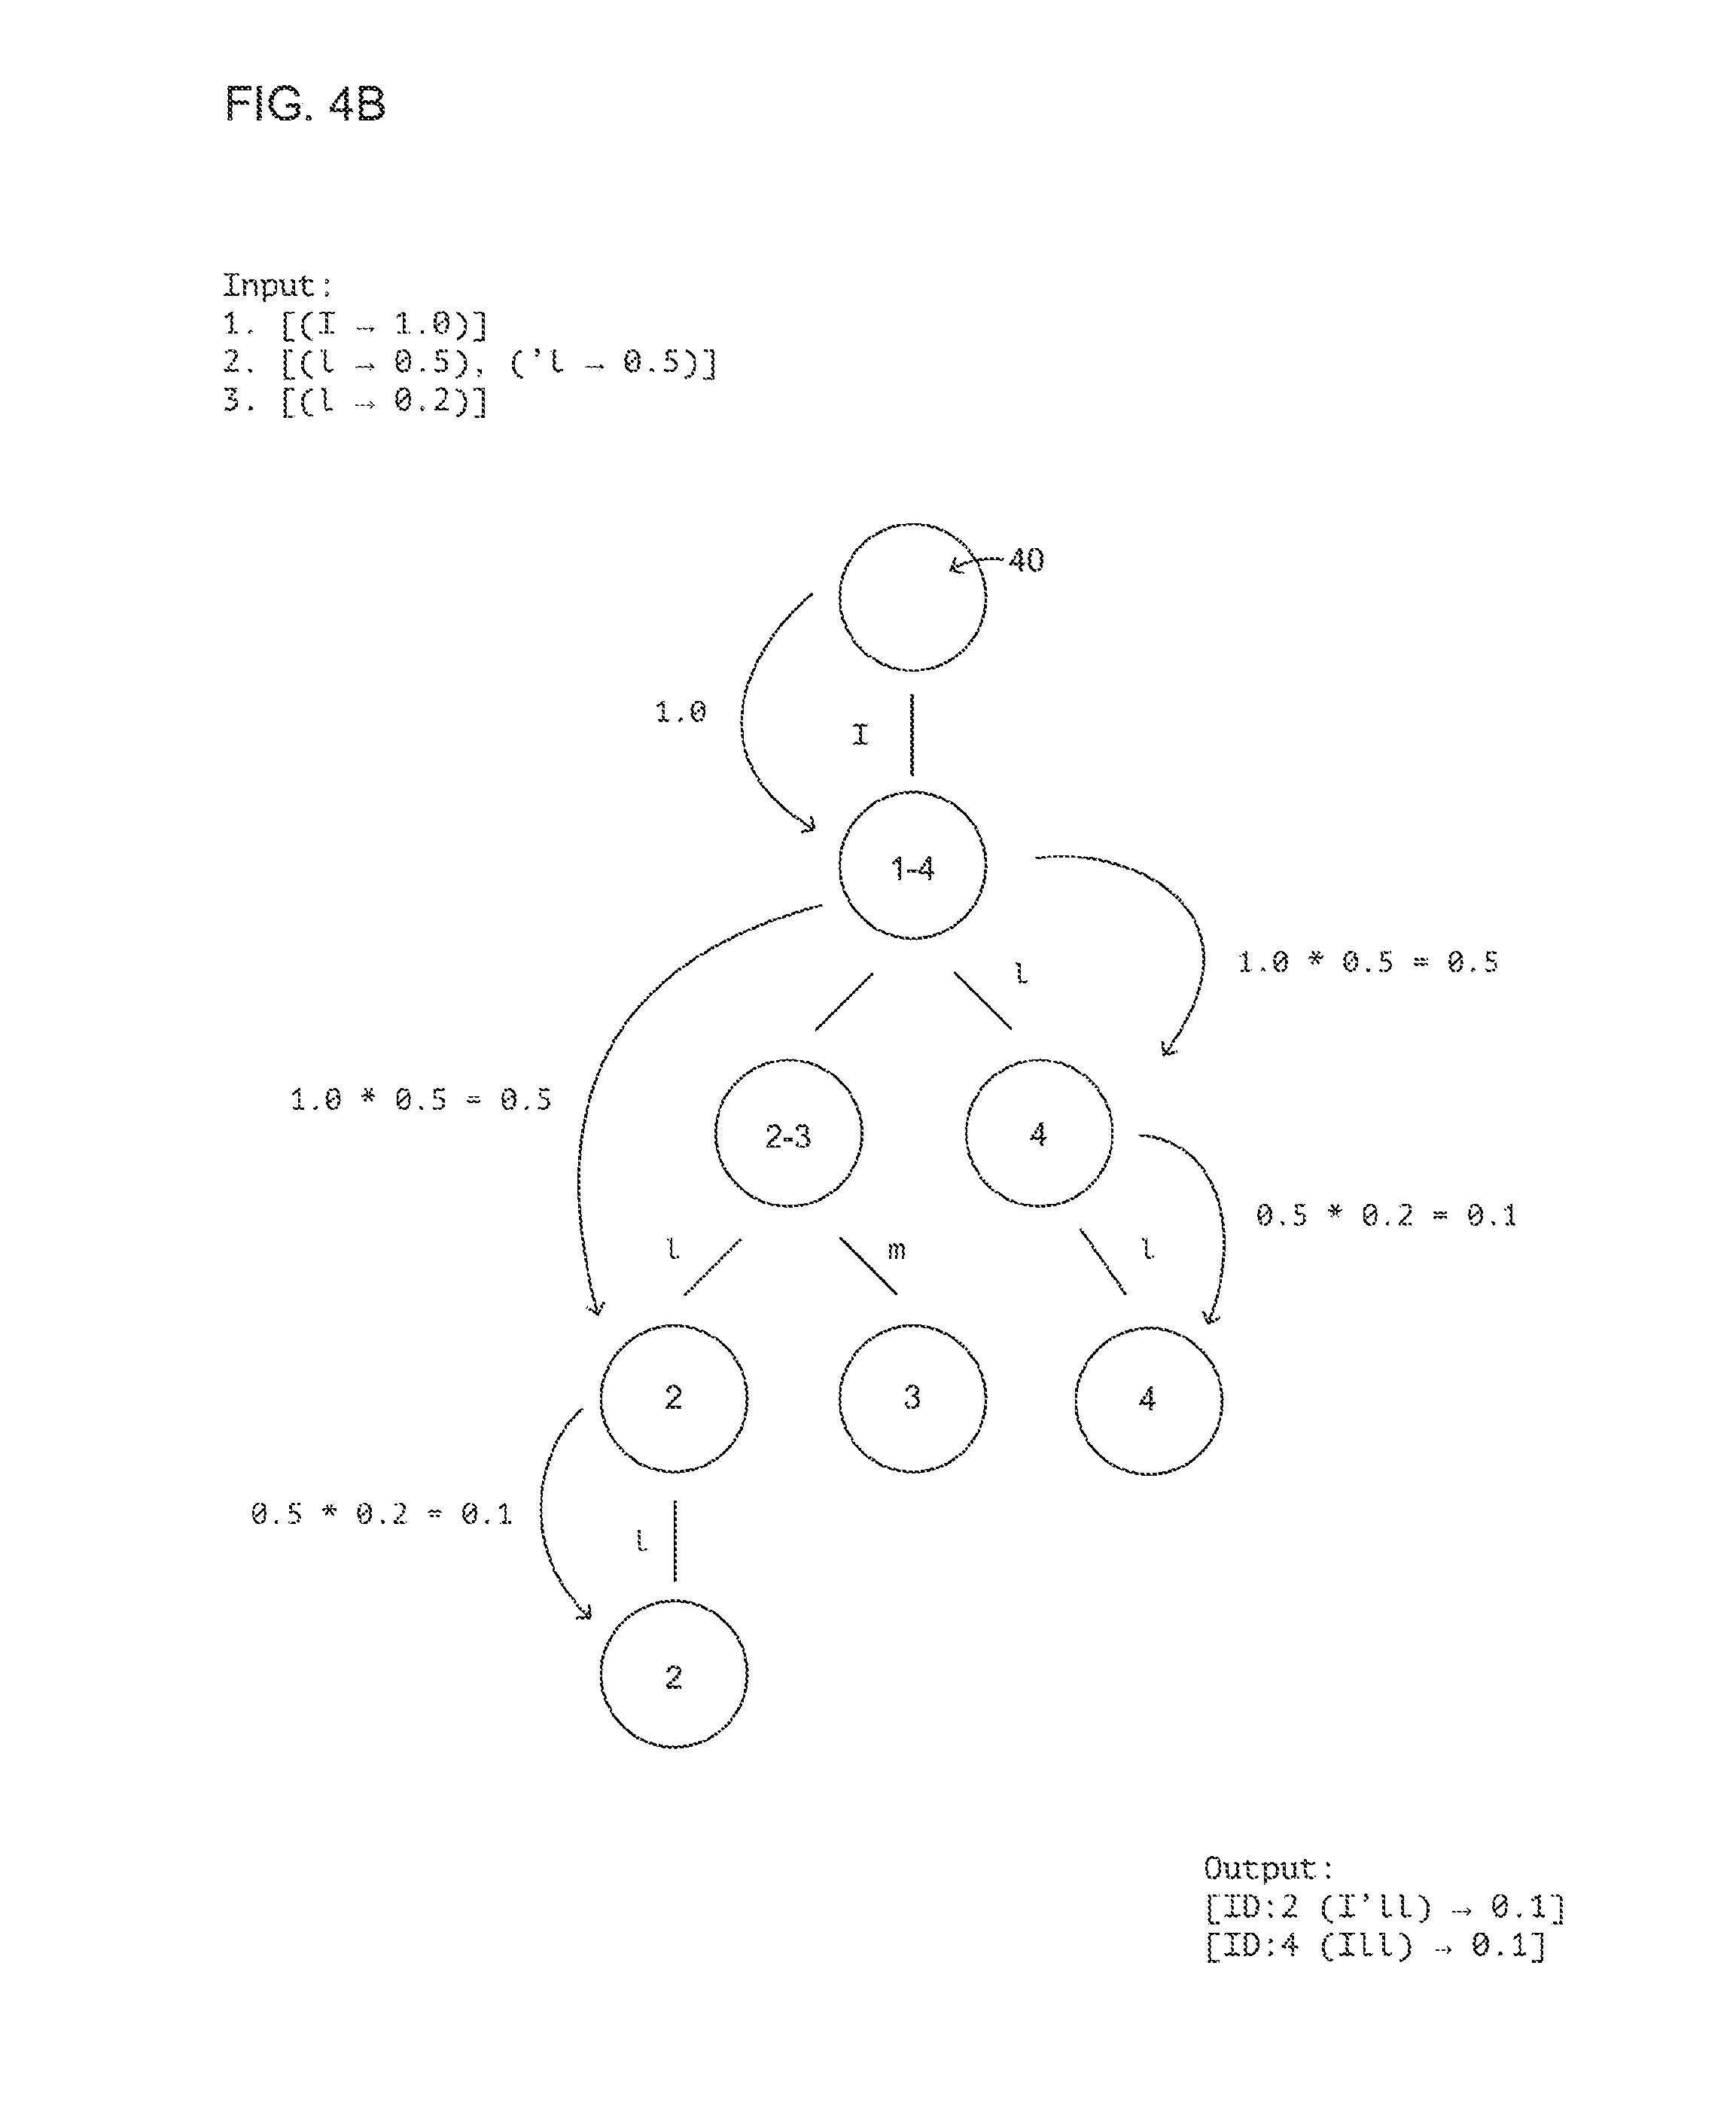 FIG. 4B
Input:
1. [(I → 1.0)]
2. [(l → 0.5), ('l → 0.5)]
3. [(l → 0.2)]
40
1.0
I
1-4
l
1.0 * 0.5 = 0.5
1.0 * 0.5 = 0.5
2-3
4
l
m
l
0.5 * 0.2 = 0.1
2
3
4
0.5 * 0.2 = 0.1
l
2
Output:
[ID:2 (I'll) → 0.1]
[ID:4 (Ill) → 0.1]